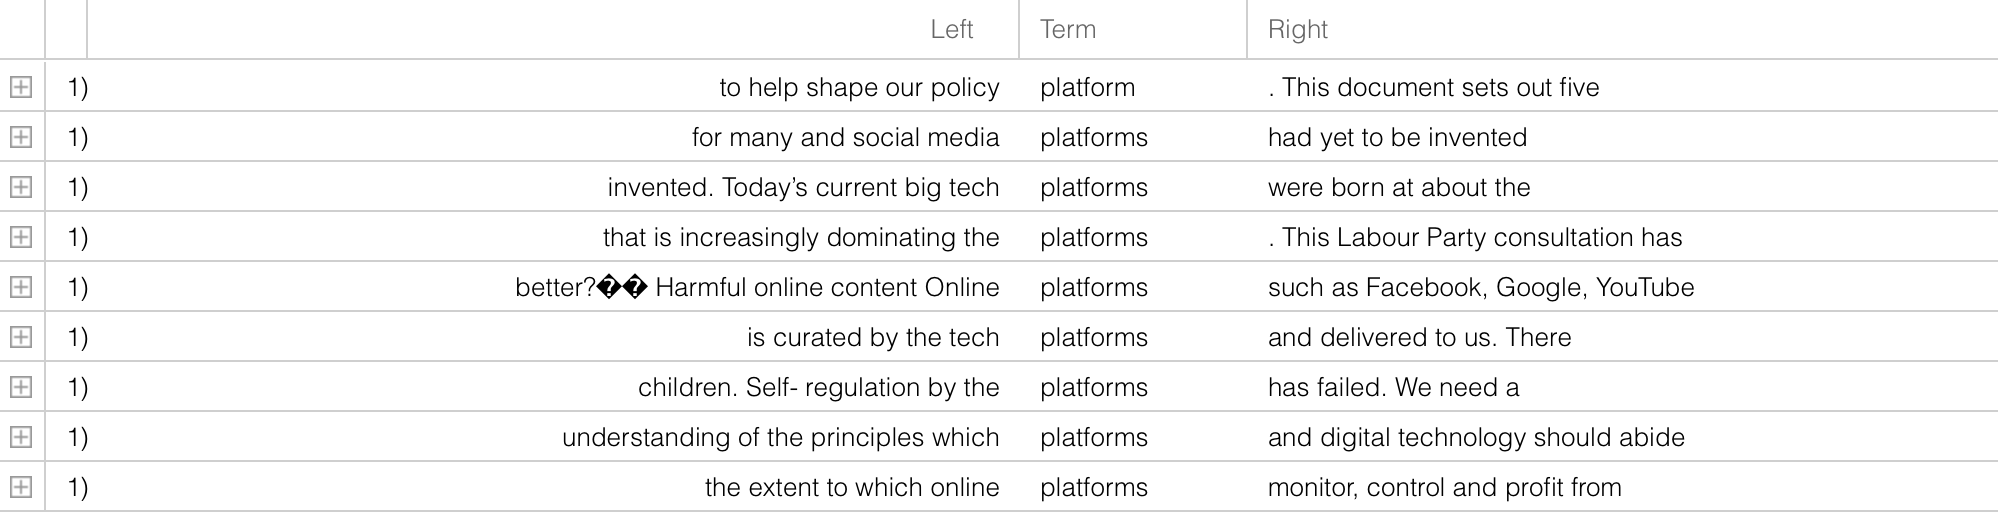 Left Term Right
1) to help shape our policy platform . This document sets out five
1) for many and social media platforms had yet to be invented
1) invented. Today’s current big tech platforms were born at about the
1) that is increasingly dominating the platforms . This Labour Party consultation has
1) better?�� Harmful online content Online platforms such as Facebook, Google, YouTube
1) is curated by the tech platforms and delivered to us. There
1) children. Self- regulation by the platforms has failed. We need a
1) understanding of the principles which platforms and digital technology should abide
1) the extent to which online platforms monitor, control and profit from